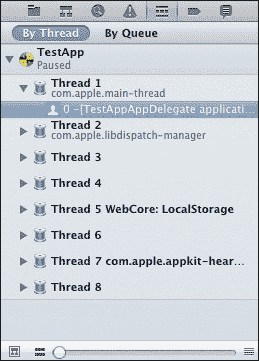 By Thread By Queue
TestApp
Paused
Thread 1
com.apple.main-thread
0 -[TestAppAppDelegate applicati...
Thread 2
com.apple.libdispatch-manager
Thread 3
Thread 4
Thread 5 WebCore: LocalStorage
Thread 6
Thread 7 com.apple.appkit-hear...
Thread 8